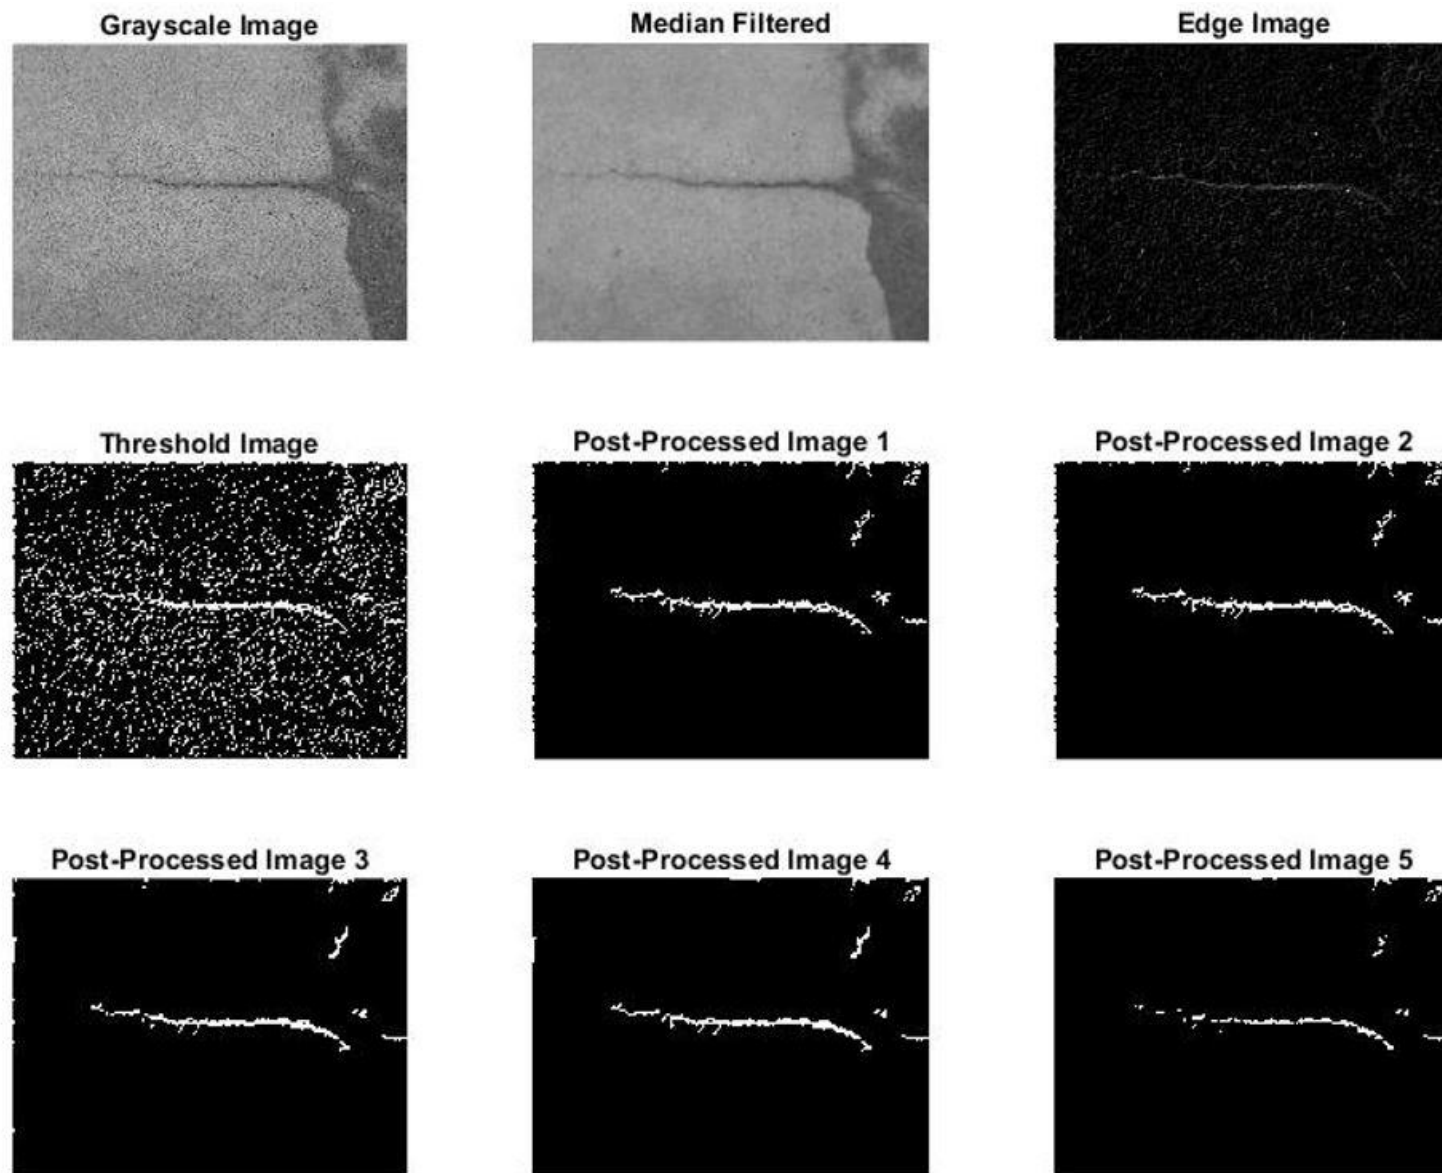 Grayscale Image
Median Filtered
Edge Image
Threshold Image
Post-Processed Image 1
Post-Processed Image 2
Post-Processed Image 3
Post-Processed Image 4
Post-Processed Image 5